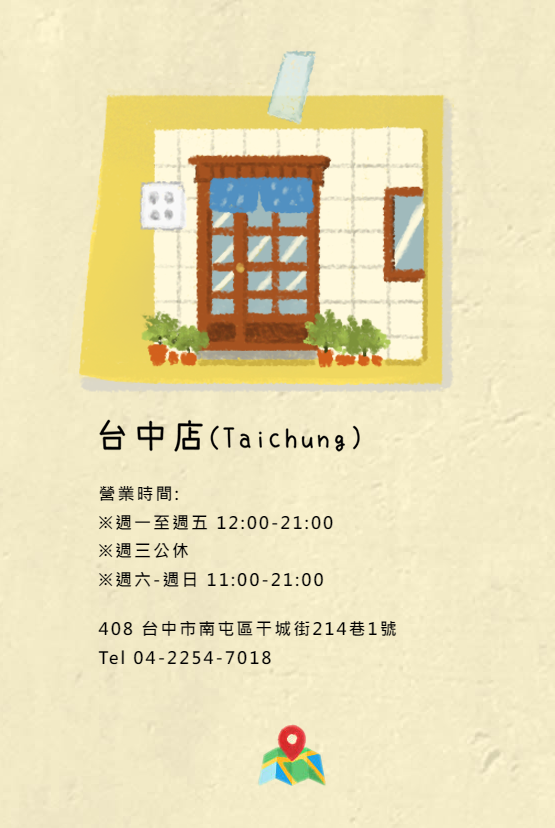 台中店(Taichung)
營業時間:
※週一至週五 12:00-21:00
※週三公休
※週六-週日 11:00-21:00
408 台中市南屯區干城街214巷1號
Tel 04-2254-7018